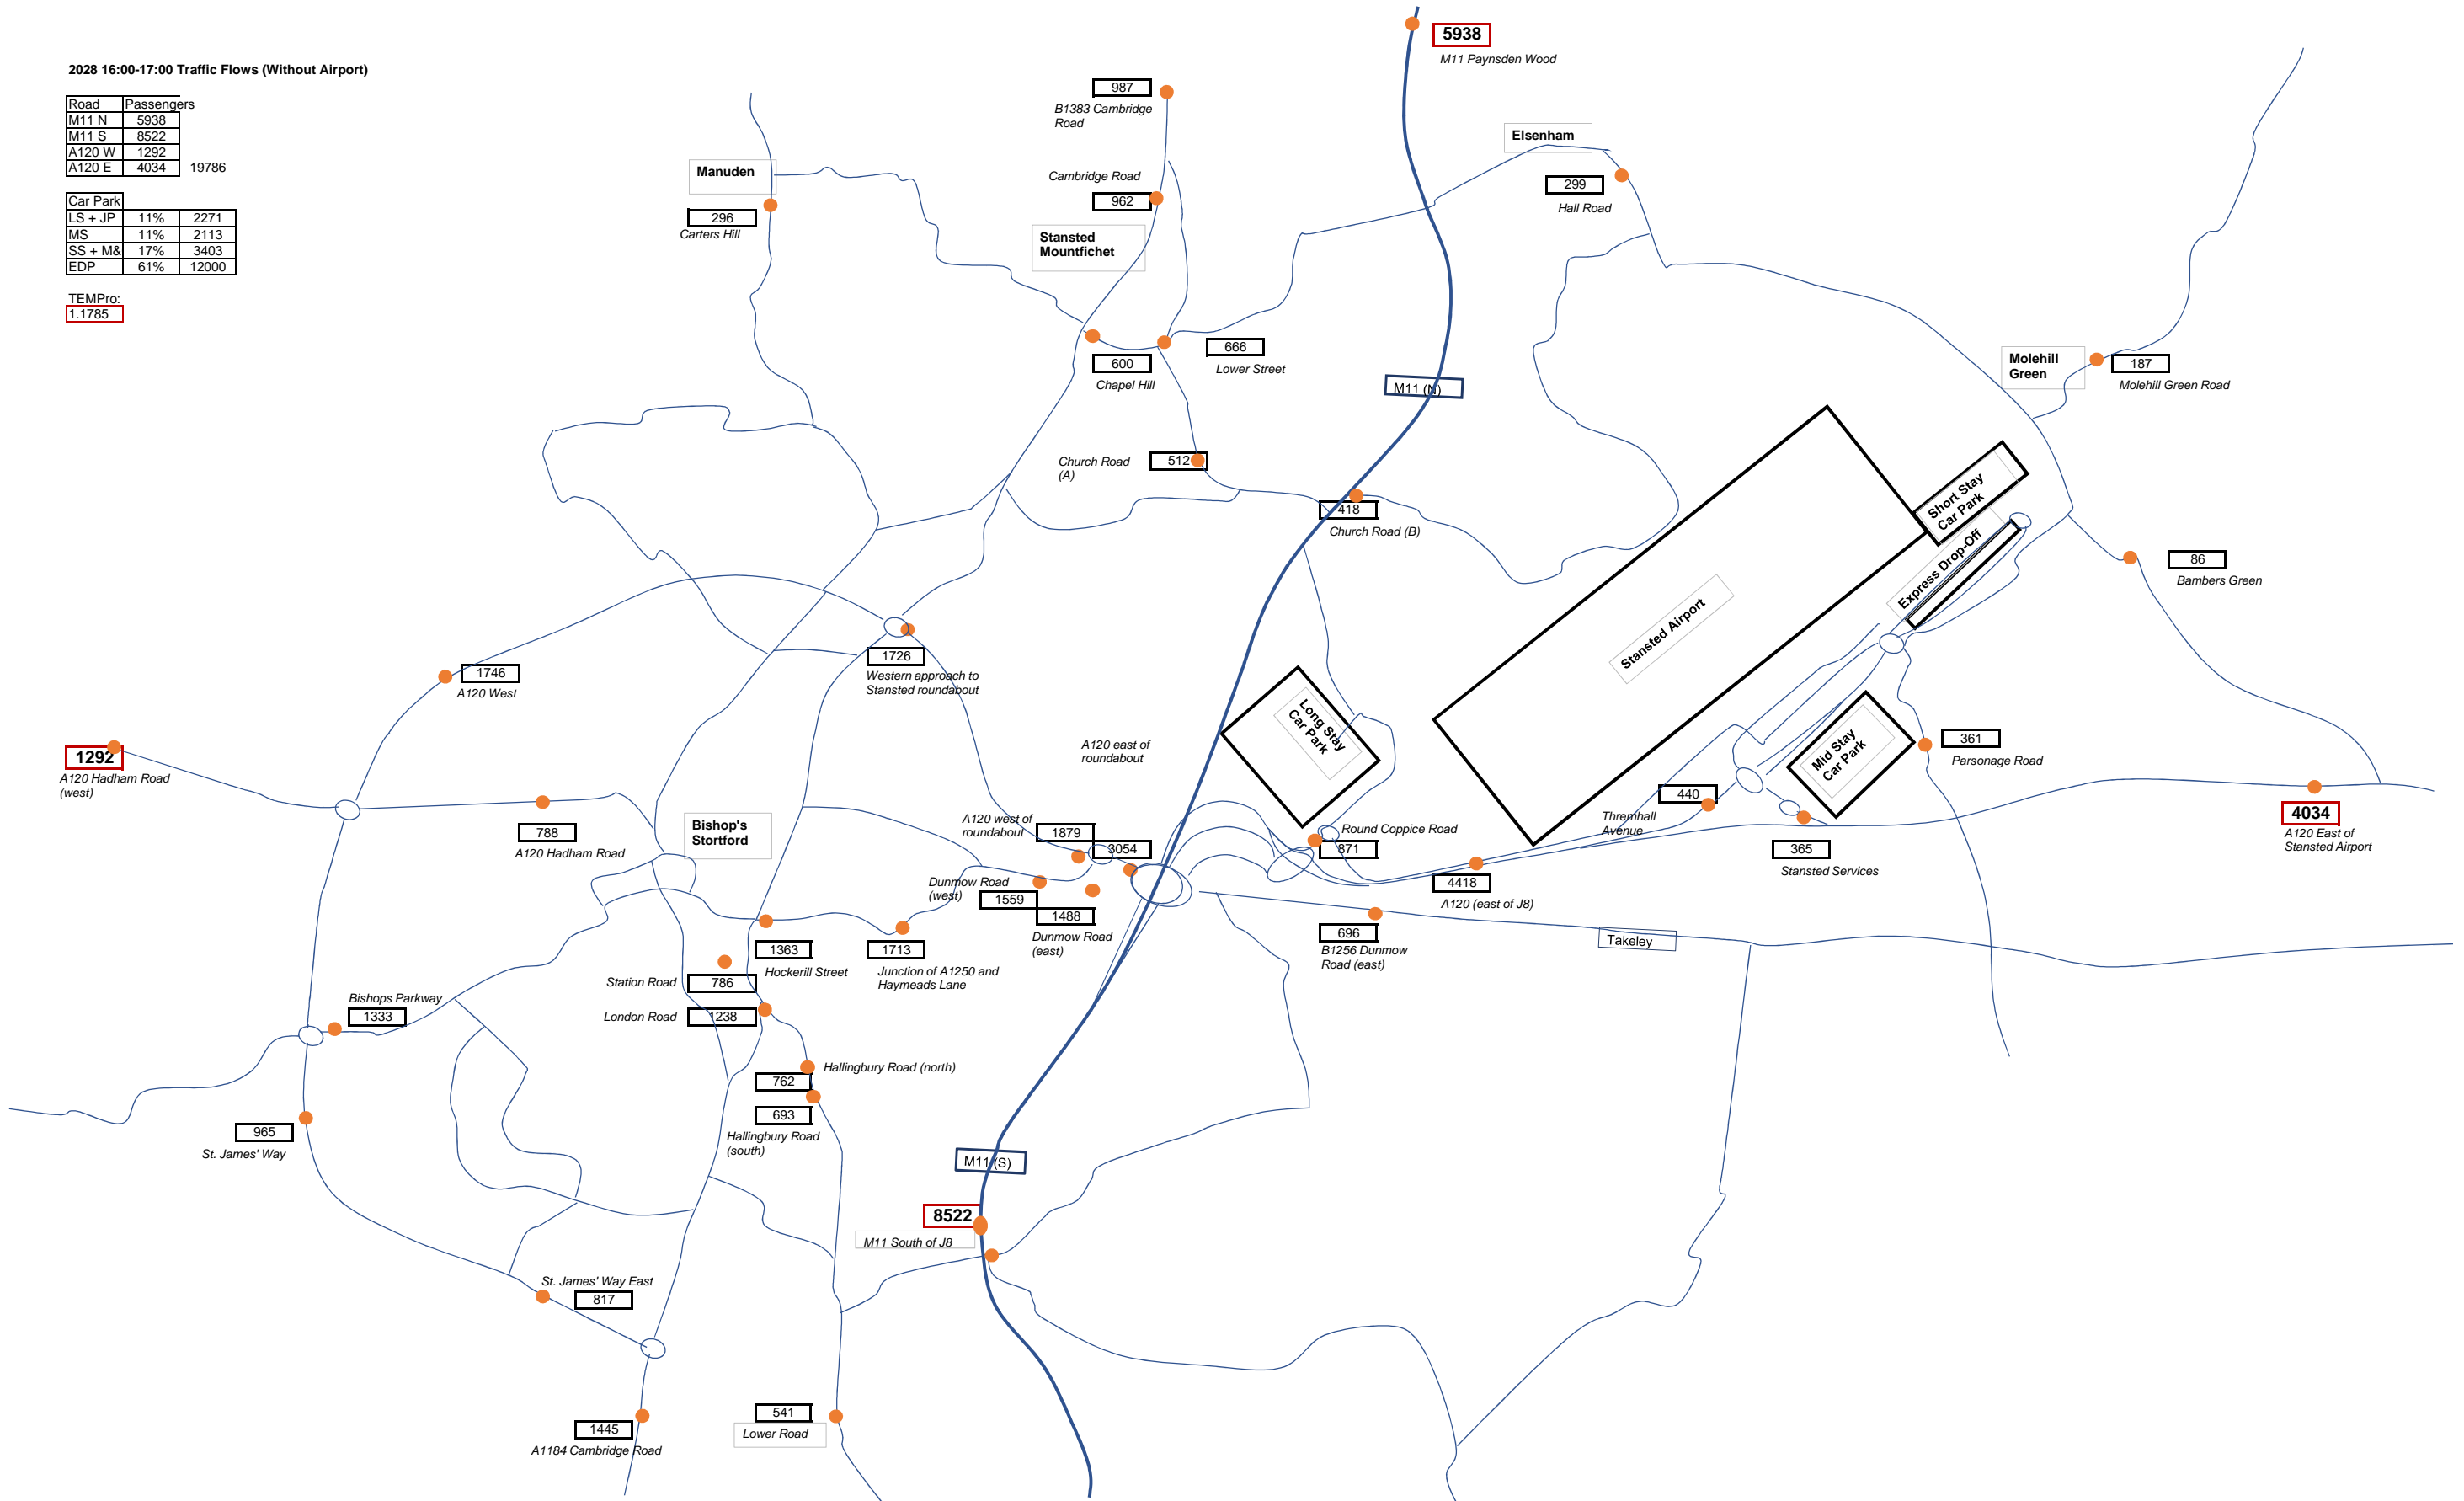 2028 16:00-17:00 Traffic Flows (Without Airport)
Road Passengers
M11 N 5938
M11 S 8522
A120 W 1292
A120 E 4034 19786
Car Park
LS + JP 11% 2271
MS 11% 2113
SS + M& 17% 3403
EDP 61% 12000
TEMPro:
1.1785
5938
M11 Paynsden Wood
987
B1383 Cambridge
Road
Elsenham
Manuden
296
Carters Hill
Cambridge Road
962
299
Hall Road
Stansted
Mountfichet
600
Chapel Hill
666
Lower Street
M11 (N)
Molehill
Green
187
Molehill Green Road
Church Road
(A)
512
418
Church Road (B)
Short Stay
Car Park
Express Drop-Off
86
Bambers Green
Stansted Airport
1746
A120 West
1726
Western approach to
Stansted roundabout
Long Stay
Car Park
Mid Stay
Car Park
361
Parsonage Road
1292
A120 Hadham Road
(west)
A120 east of
roundabout
788
A120 Hadham Road
Bishop's
Stortford
A120 west of
roundabout
1879
3054
Round Coppice Road
871
440
Thremhall
Avenue
365
Stansted Services
4034
A120 East of
Stansted Airport
Dunmow Road
(west)
1559
1488
Dunmow Road
(east)
4418
A120 (east of J8)
696
B1256 Dunmow
Road (east)
Takeley
1363
Hockerill Street
1713
Junction of A1250 and
Haymeads Lane
Station Road
786
London Road
1238
Bishops Parkway
1333
Hallingbury Road (north)
762
693
Hallingbury Road
(south)
965
St. James' Way
M11 (S)
8522
M11 South of J8
St. James' Way East
817
1445
A1184 Cambridge Road
541
Lower Road